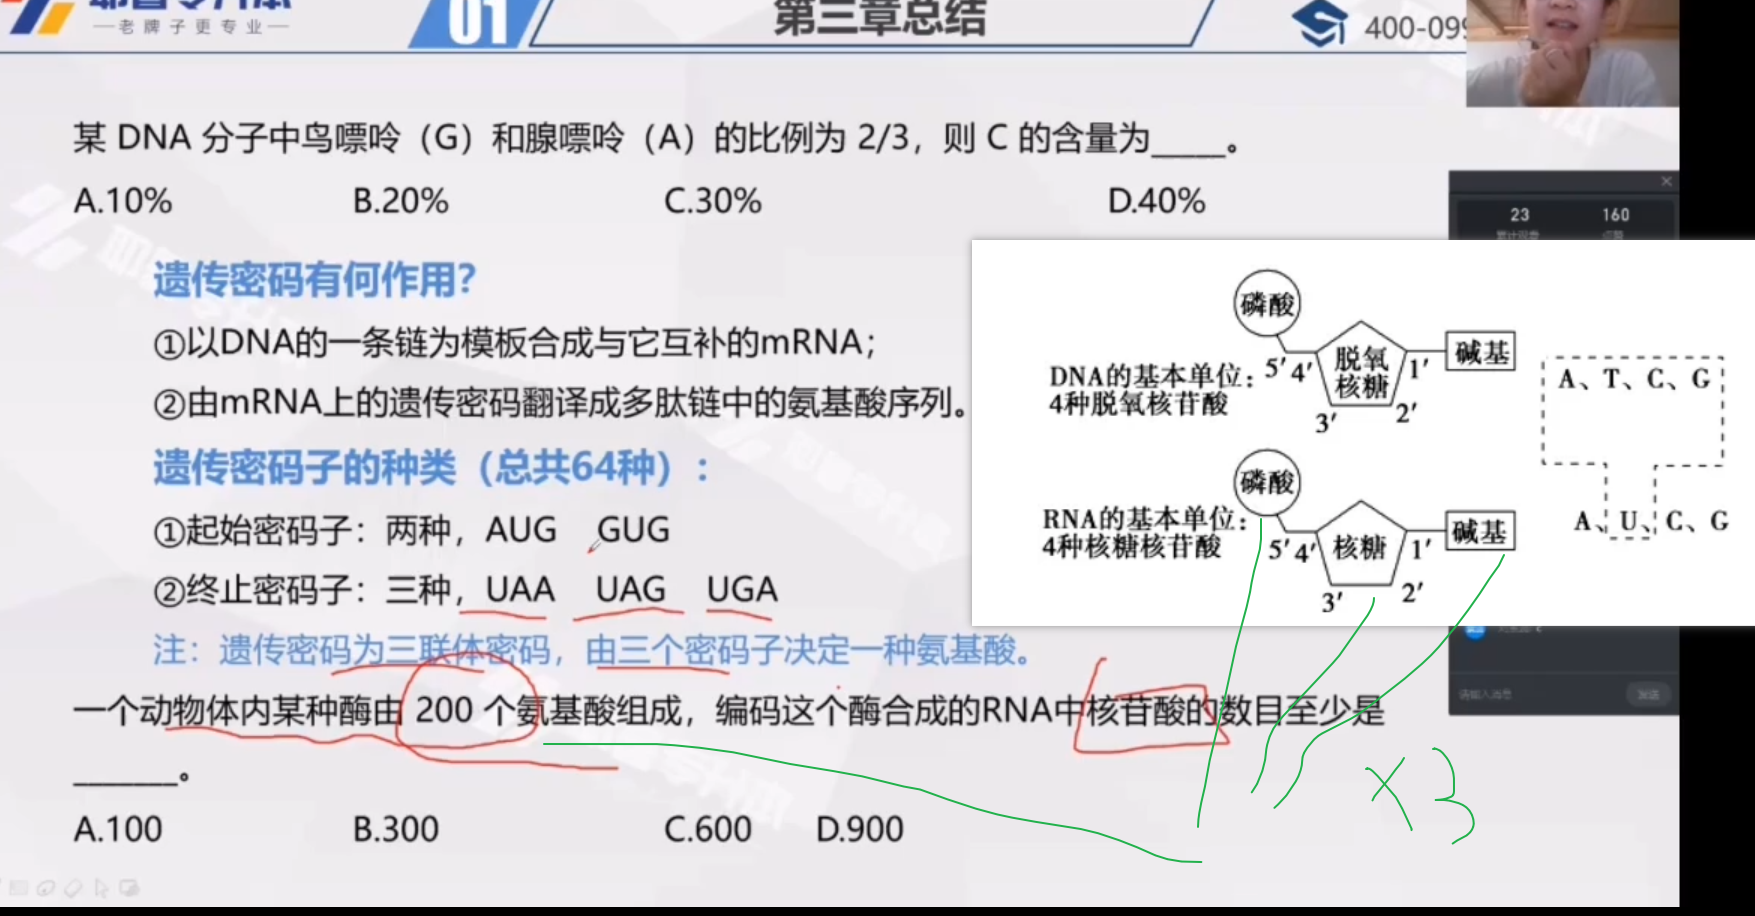 一老牌子更专业一
01
第三章总结
400-099
某 DNA 分子中鸟嘌呤（G）和腺嘌呤（A）的比例为 2/3，则 C 的含量为_____。
A.10% B.20% C.30% D.40%
23 160
遗传密码有何作用？
①以DNA的一条链为模板合成与它互补的mRNA；
②由mRNA上的遗传密码翻译成多肽链中的氨基酸序列。
遗传密码子的种类（总共64种）：
①起始密码子：两种，AUG GUG
②终止密码子：三种，UAA UAG UGA
注：遗传密码为三联体密码，由三个密码子决定一种氨基酸。
一个动物体内某种酶由 200 个氨基酸组成，编码这个酶合成的RNA中核苷酸的数目至少是
_______。
A.100 B.300 C.600 D.900
磷酸
DNA的基本单位：
4种脱氧核苷酸
5′ 4′ 脱氧 1′ 碱基
核糖
3′ 2′
A、T、C、G
磷酸
RNA的基本单位：
4种核糖核苷酸
5′ 4′ 核糖 1′ 碱基
3′ 2′
A、U、C、G
×3
发送